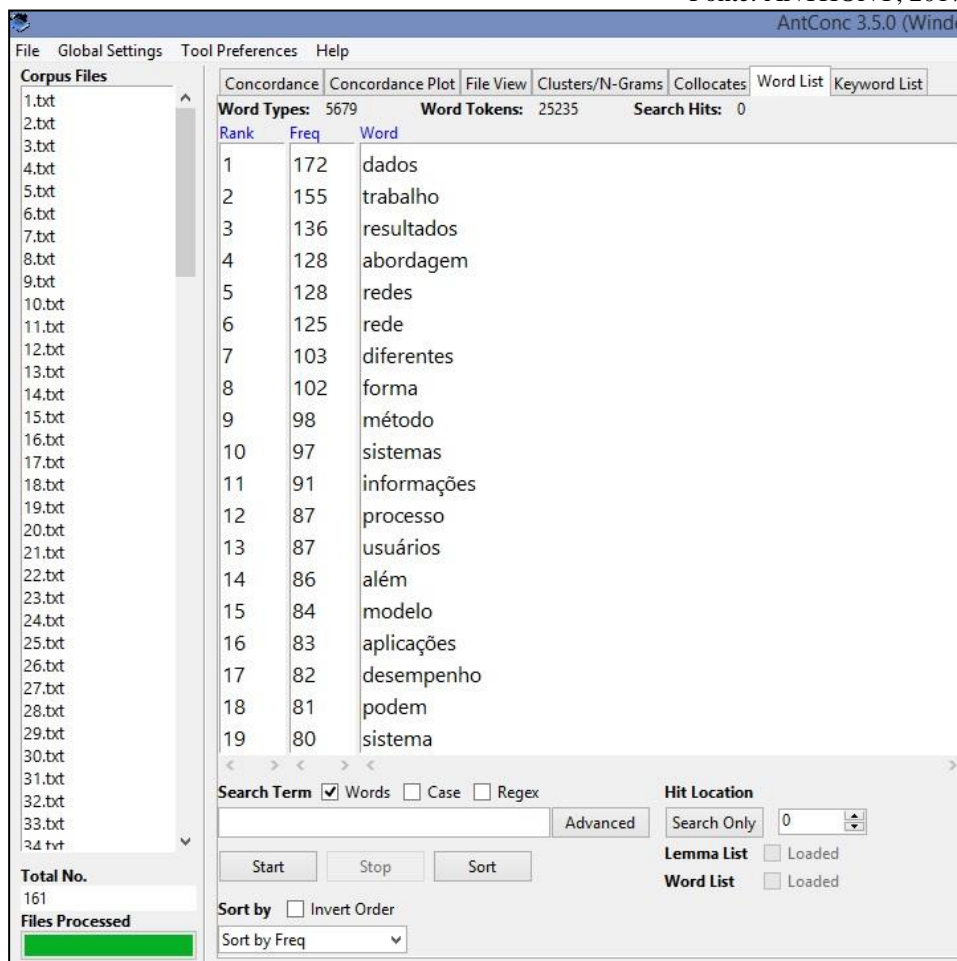 AntConc 3.5.0
File Global Settings Tool Preferences Help
Corpus Files
1.txt
2.txt
3.txt
4.txt
5.txt
6.txt
7.txt
8.txt
9.txt
10.txt
11.txt
12.txt
13.txt
14.txt
15.txt
16.txt
17.txt
18.txt
19.txt
20.txt
21.txt
22.txt
23.txt
24.txt
25.txt
26.txt
27.txt
28.txt
29.txt
30.txt
31.txt
32.txt
33.txt
34.txt
Total No.
161
Files Processed
Concordance Concordance Plot File View Clusters/N-Grams Collocates Word List Keyword List
Word Types: 5679 Word Tokens: 25235 Search Hits: 0
Rank Freq Word
1 172 dados
2 155 trabalho
3 136 resultados
4 128 abordagem
5 128 redes
6 125 rede
7 103 diferentes
8 102 forma
9 98 método
10 97 sistemas
11 91 informações
12 87 processo
13 87 usuários
14 86 além
15 84 modelo
16 83 aplicações
17 82 desempenho
18 81 podem
19 80 sistema
Search Term Words Case Regex Hit Location
Advanced Search Only 0
Start Stop Sort Lemma List Loaded
Word List Loaded
Sort by Invert Order
Sort by Freq